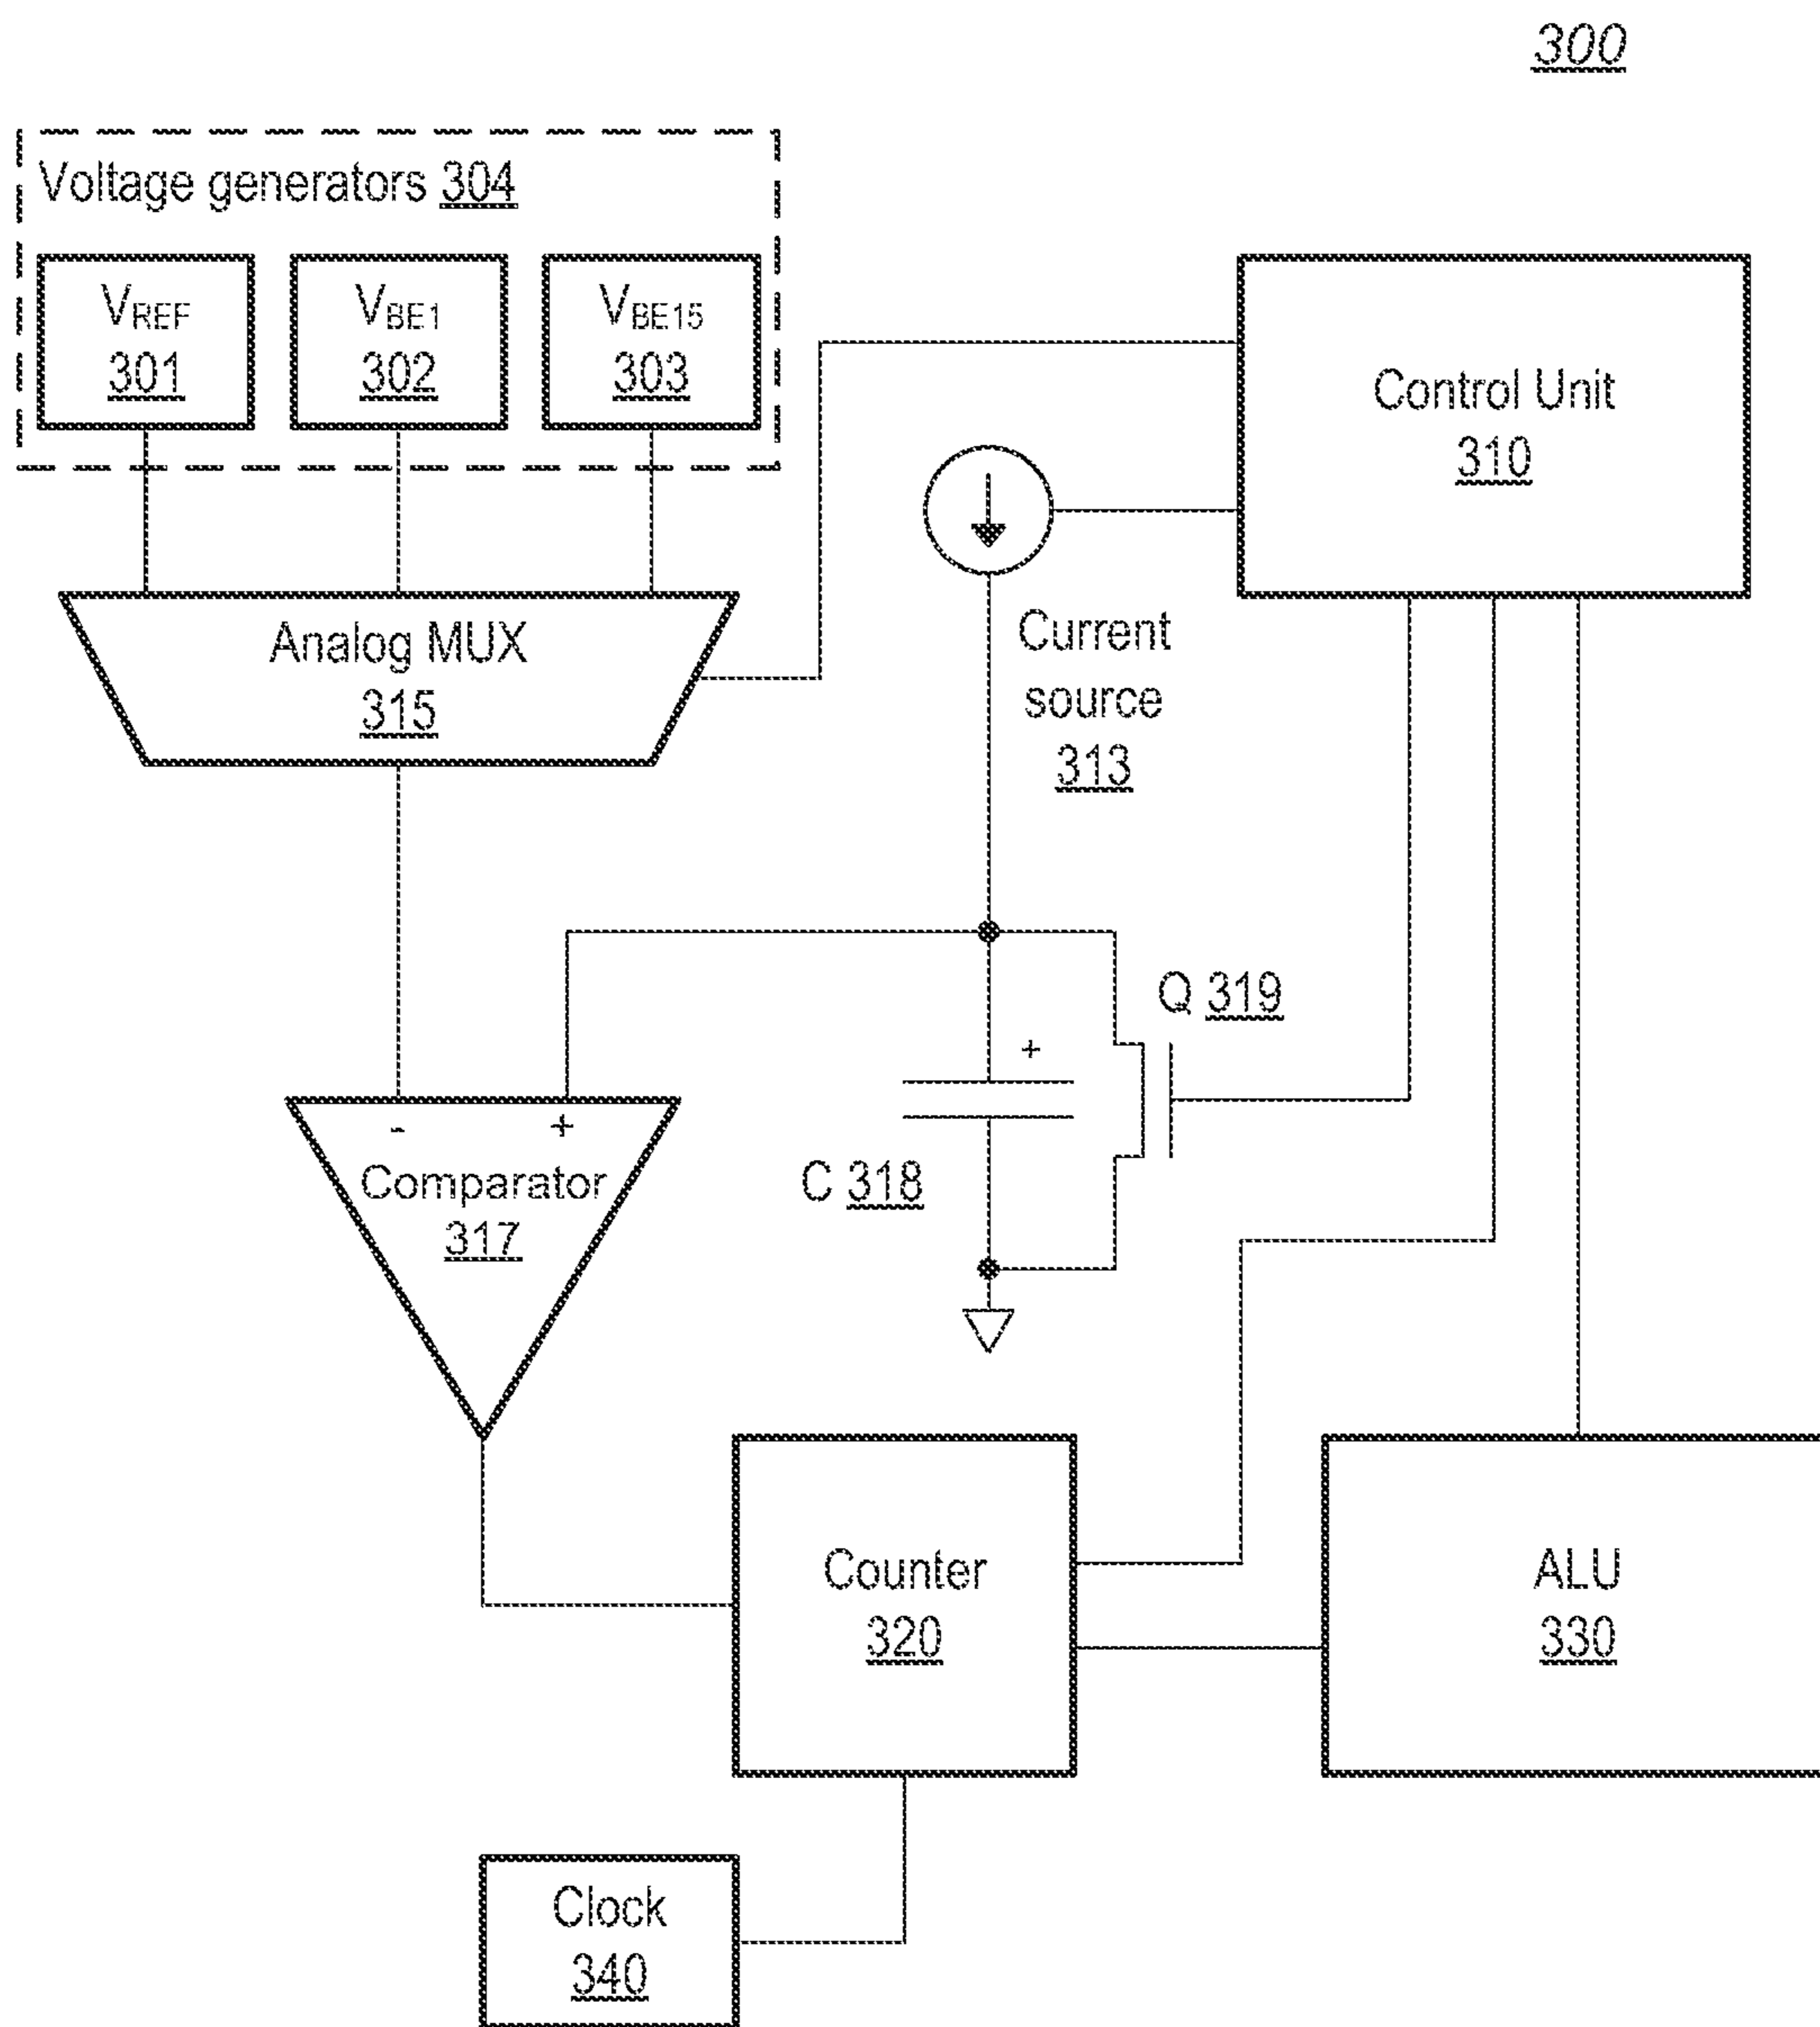 300
Voltage generators 304
VREF
301
VBE1
302
VBE15
303
Control Unit
310
Analog MUX
315
Current
source
313
Q 319
+
- +
Comparator
317
C 318
Counter
320
ALU
330
Clock
340